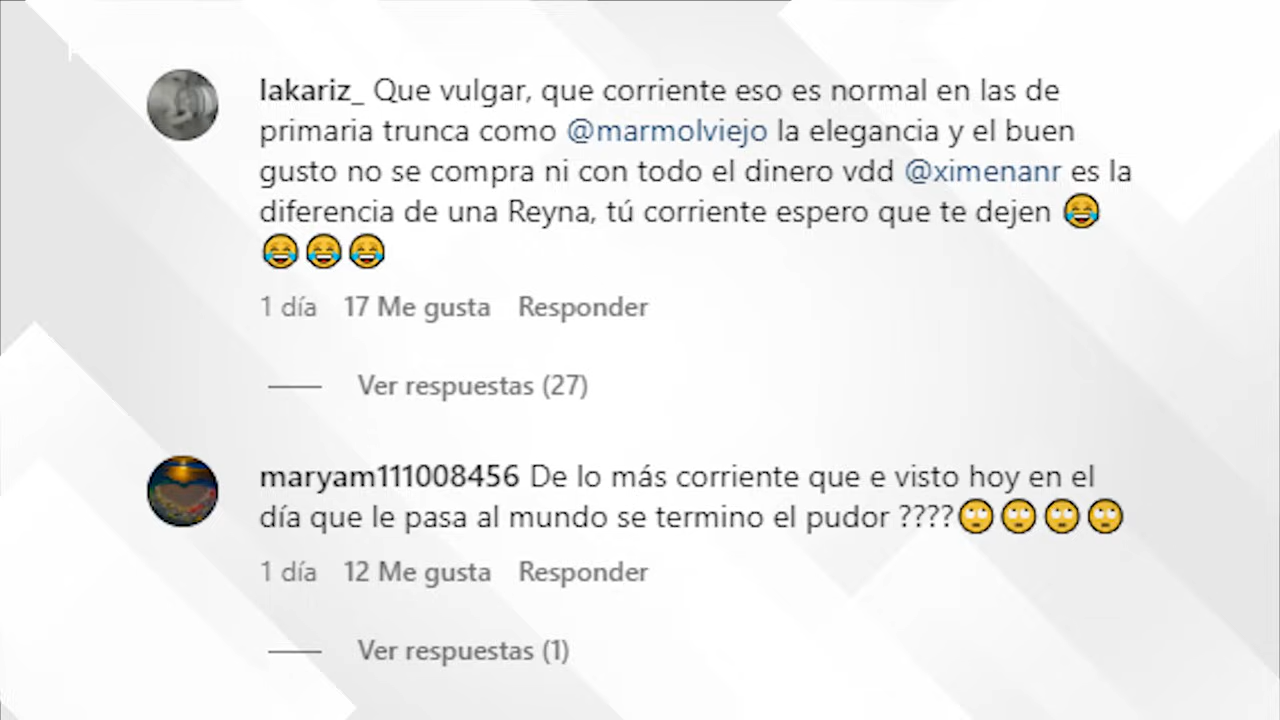 lakariz_ Que vulgar, que corriente eso es normal en las de
primaria trunca como @marmolviejo la elegancia y el buen
gusto no se compra ni con todo el dinero vdd @ximenanr es la
diferencia de una Reyna, tú corriente espero que te dejen 😂
😂😂😂
1 día 17 Me gusta Responder
Ver respuestas (27)
maryam111008456 De lo más corriente que e visto hoy en el
día que le pasa al mundo se termino el pudor ????🙄🙄🙄🙄
1 día 12 Me gusta Responder
Ver respuestas (1)